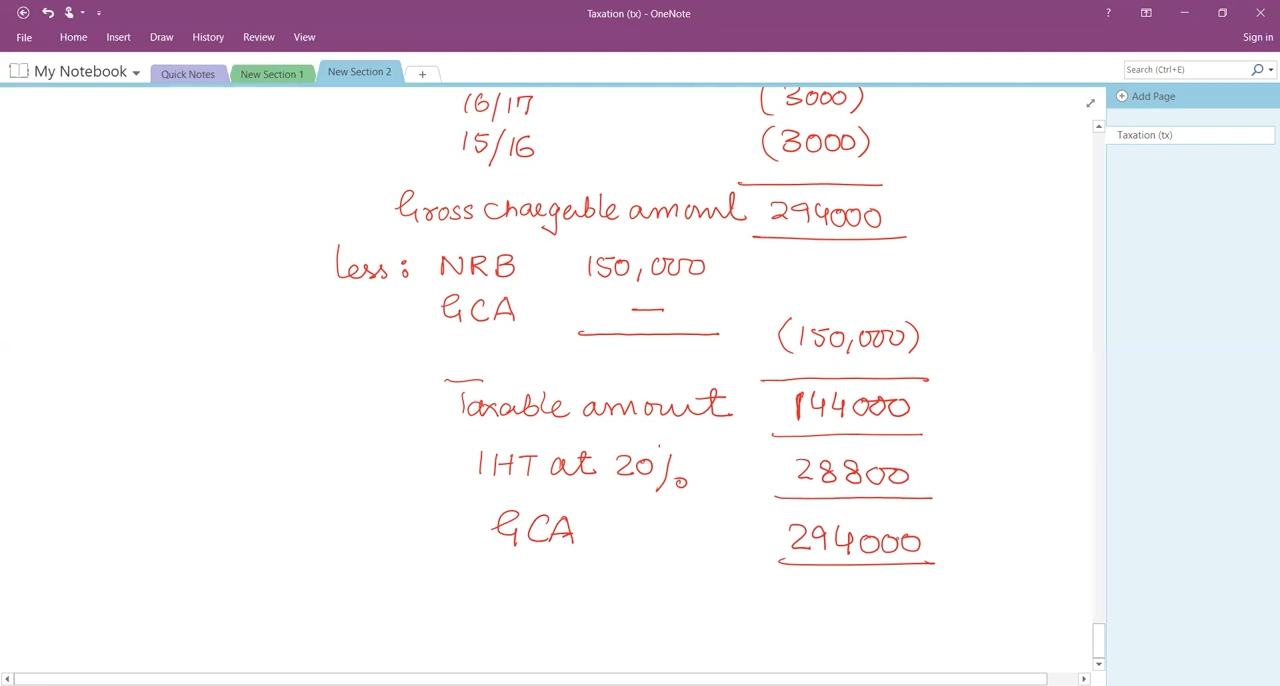 Taxation (tx) - OneNote
File Home Insert Draw History Review View Sign in
My Notebook Quick Notes New Section 1 New Section 2 + Search (Ctrl+E)
Add Page
Taxation (tx)
16/17 (3000)
15/16 (3000)
Gross chargeable amount 294000
less: NRB 150,000
GCA —
(150,000)
Taxable amount 144000
IHT at 20% 28800
GCA 294000